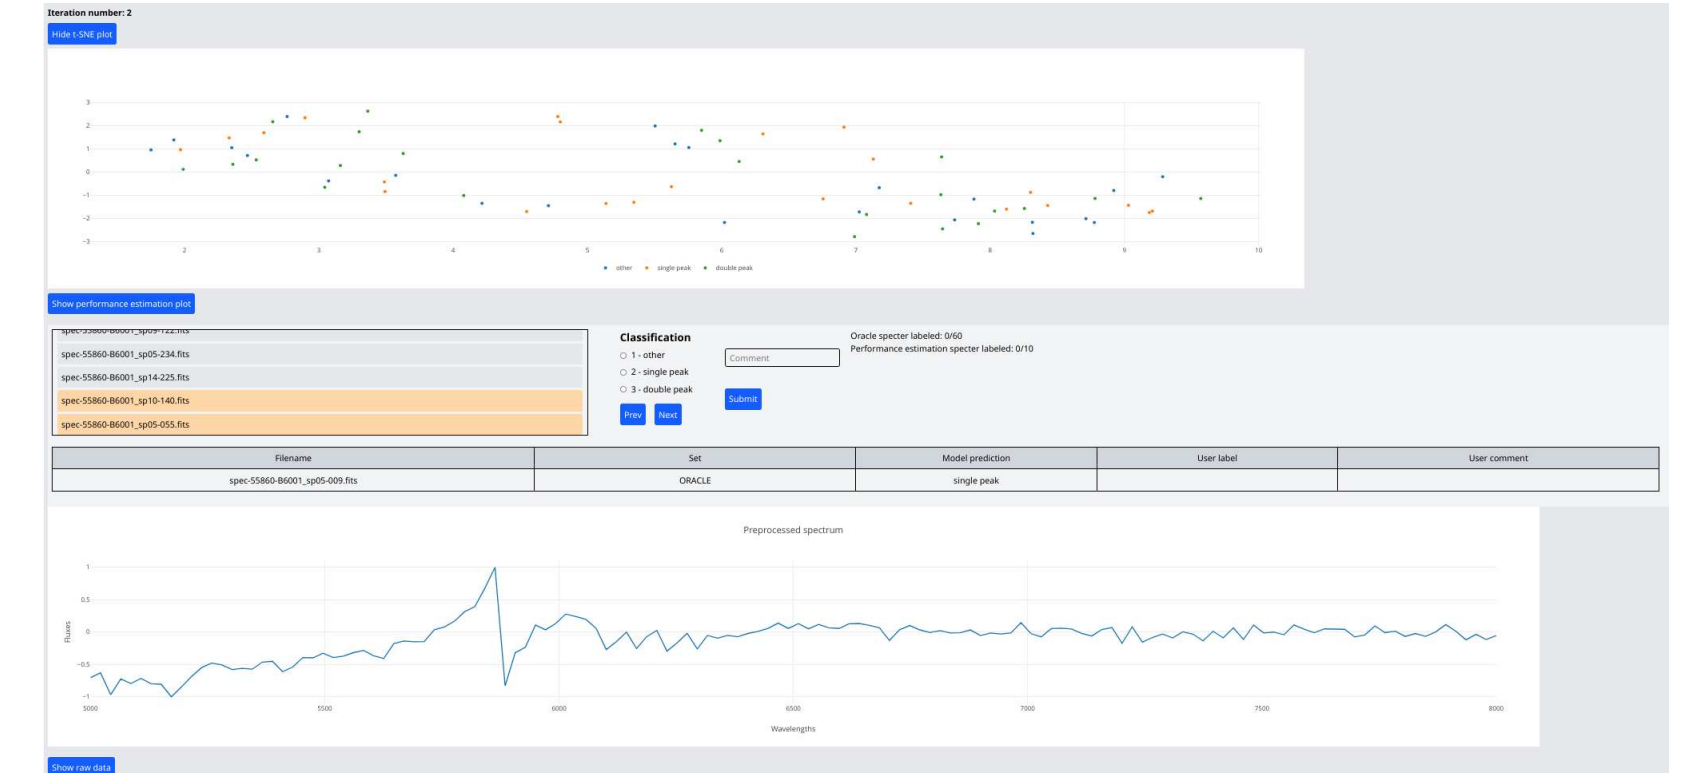 Iteration number: 2
Hide t-SNE plot
3
2
1
0
−1
−2
−3
2 3 4 5 6 7 8 9 10
other single peak double peak
Show performance estimation plot
spec-55860-B6001_sp09-122.fits
spec-55860-B6001_sp05-234.fits
spec-55860-B6001_sp14-225.fits
spec-55860-B6001_sp10-140.fits
spec-55860-B6001_sp05-055.fits
Classification
1 - other
2 - single peak
3 - double peak
Prev Next
Comment
Submit
Oracle specter labeled: 0/60
Performance estimation specter labeled: 0/10
Filename Set Model prediction User label User comment
spec-55860-B6001_sp05-009.fits ORACLE single peak
Preprocessed spectrum
1
0.5
0
−0.5
−1
Fluxes
5000 5500 6000 6500 7000 7500 8000
Wavelengths
Show raw data